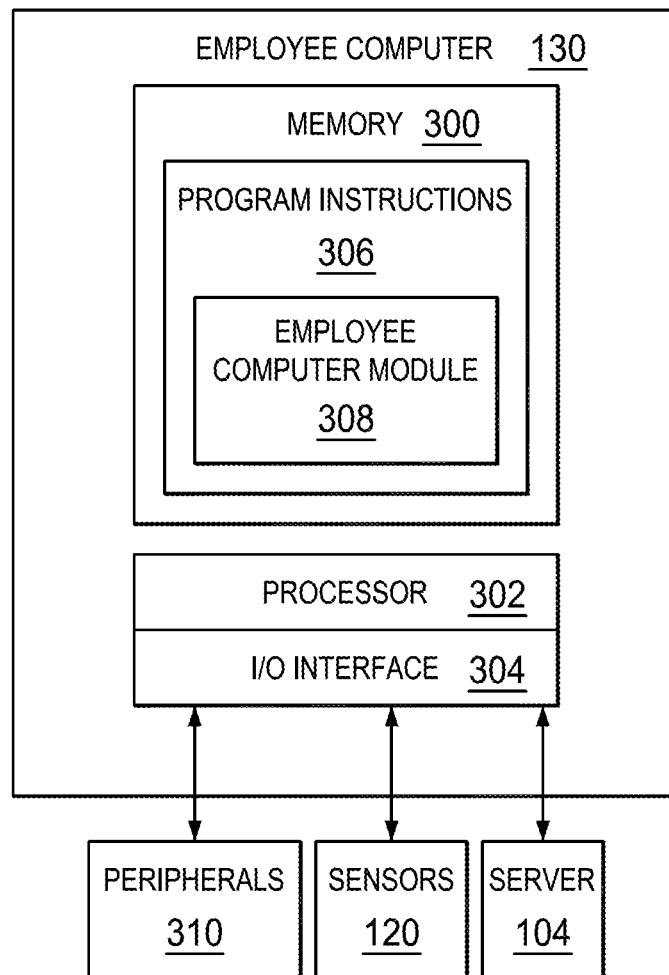 EMPLOYEE COMPUTER 130
MEMORY 300
PROGRAM INSTRUCTIONS
306
EMPLOYEE
COMPUTER MODULE
308
PROCESSOR 302
I/O INTERFACE 304
PERIPHERALS
310
SENSORS
120
SERVER
104